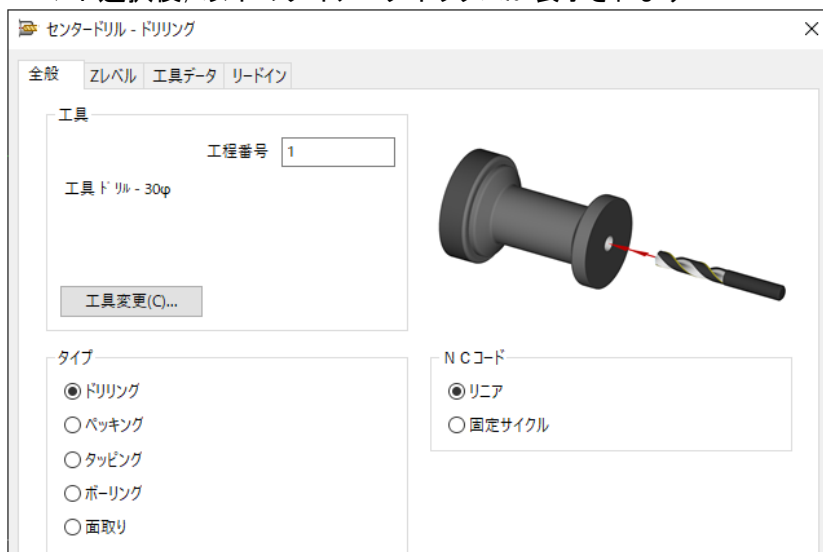 センタードリル - ドリリング
全般 Zレベル 工具データ リードイン
工具
工程番号 1
工具 ﾄﾞﾘﾙ - 30φ
工具変更(C)...
タイプ
ドリリング
ペッキング
タッピング
ボーリング
面取り
ＮＣコード
リニア
固定サイクル